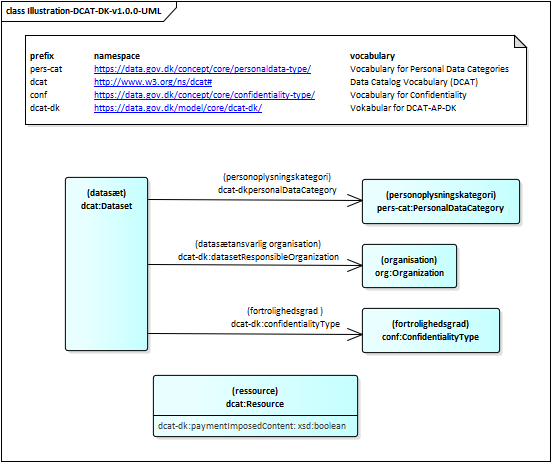 class Illustration-DCAT-DK-v1.0.0-UML
prefix namespace vocabulary
pers-cat https://data.gov.dk/concept/core/personaldata-type/ Vocabulary for Personal Data Categories
dcat http://www.w3.org/ns/dcat# Data Catalog Vocabulary (DCAT)
conf https://data.gov.dk/concept/core/confidentiality-type/ Vocabulary for Confidentiality
dcat-dk https://data.gov.dk/model/core/dcat-dk/ Vokabular for DCAT-AP-DK
(datasæt)
dcat:Dataset
(personoplysningskategori)
dcat-dkpersonalDataCategory
(personoplysningskategori)
pers-cat:PersonalDataCategory
(datasætansvarlig organisation)
dcat-dk:datasetResponsibleOrganization
(organisation)
org:Organization
(fortrolighedsgrad )
dcat-dk:confidentialityType
(fortrolighedsgrad)
conf:ConfidentialityType
(ressource)
dcat:Resource
dcat-dk:paymentImposedContent: xsd:boolean